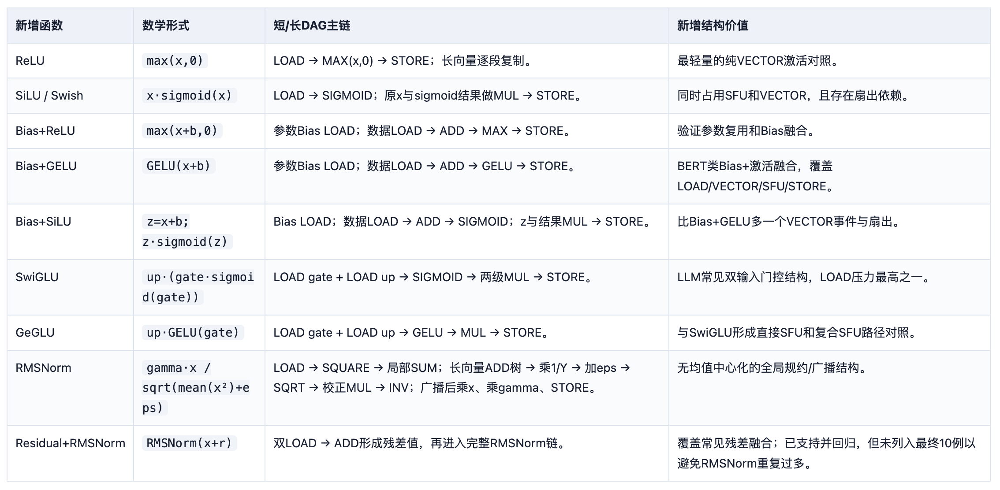 新增函数 数学形式 短/长DAG主链 新增结构价值
ReLU max(x,0) LOAD → MAX(x,0) → STORE；长向量逐段复制。 最轻量的纯VECTOR激活对照。
SiLU / Swish x·sigmoid(x) LOAD → SIGMOID；原x与sigmoid结果做MUL → STORE。 同时占用SFU和VECTOR，且存在扇出依赖。
Bias+ReLU max(x+b,0) 参数Bias LOAD；数据LOAD → ADD → MAX → STORE。 验证参数复用和Bias融合。
Bias+GELU GELU(x+b) 参数Bias LOAD；数据LOAD → ADD → GELU → STORE。 BERT类Bias+激活融合，覆盖
LOAD/VECTOR/SFU/STORE。
Bias+SiLU z=x+b; Bias LOAD；数据LOAD → ADD → SIGMOID；z与结果MUL → STORE。 比Bias+GELU多一个VECTOR事件与扇出。
z·sigmoid(z)
SwiGLU up·(gate·sigmoi LOAD gate + LOAD up → SIGMOID → 两级MUL → STORE。 LLM常见双输入门控结构，LOAD压力最高之一。
d(gate))
GeGLU up·GELU(gate) LOAD gate + LOAD up → GELU → MUL → STORE。 与SwiGLU形成直接SFU和复合SFU路径对照。
RMSNorm gamma·x / LOAD → SQUARE → 局部SUM；长向量ADD树 → 乘1/Y → 加eps → 无均值中心化的全局规约/广播结构。
sqrt(mean(x²)+e SQRT → 校正MUL → INV；广播后乘x、乘gamma、STORE。
ps)
Residual+RMSNorm RMSNorm(x+r) 双LOAD → ADD形成残差值，再进入完整RMSNorm链。 覆盖常见残差融合；已支持并回归，但未列入最终10例以
避免RMSNorm重复过多。